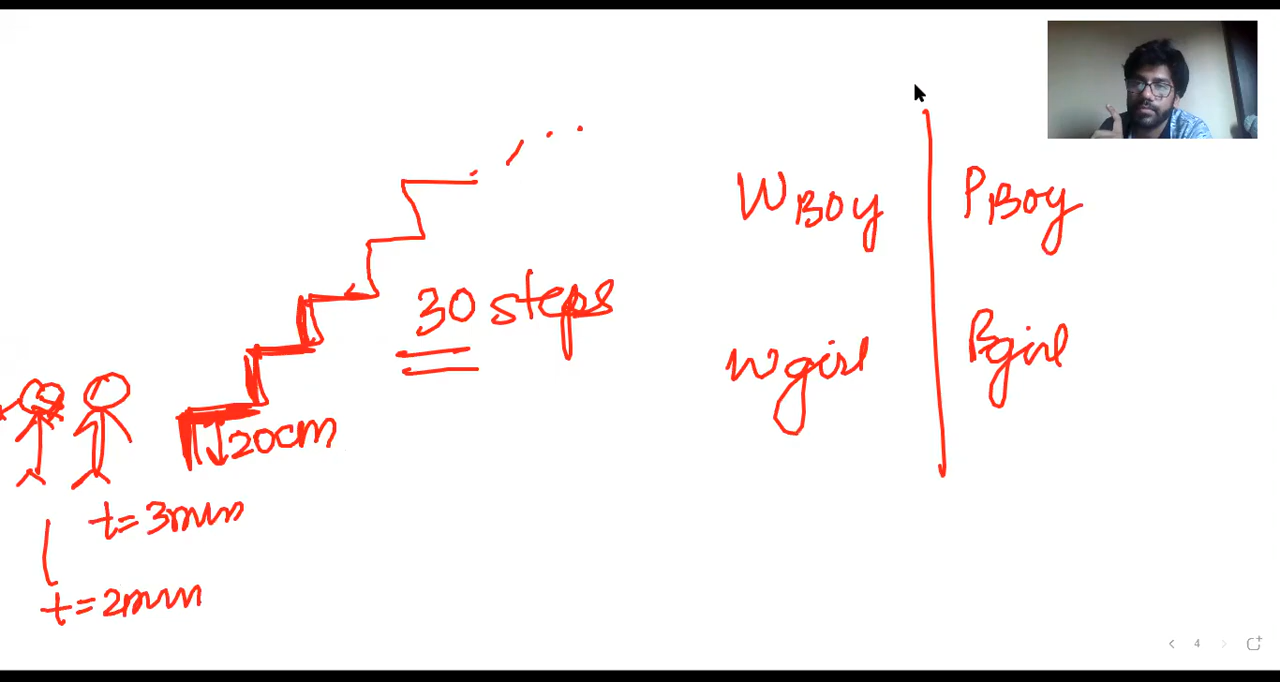 30 steps
20cm
t=3min
t=2min
W Boy
P Boy
W girl
P girl
4